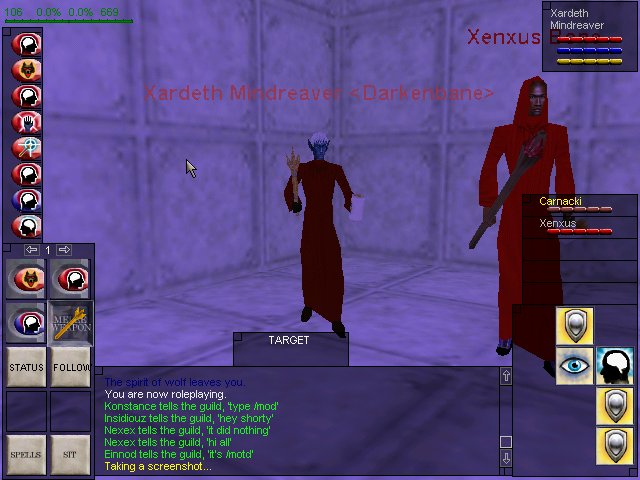 106 0.0% 0.0% 669
Xardeth
Mindreaver
Xenxus
Xardeth Mindreaver <Darkenbane>
Carnacki
Xenxus
1
WEAPON
STATUS
FOLLOW
SPELLS
SIT
TARGET
The spirit of wolf leaves you.
You are now roleplaying.
Konstance tells the guild, 'type /mod'
Insidiouz tells the guild, 'hey shorty'
Nexex tells the guild, 'it did nothing'
Nexex tells the guild, 'hi all'
Einnod tells the guild, 'it's /motd'
Taking a screenshot...